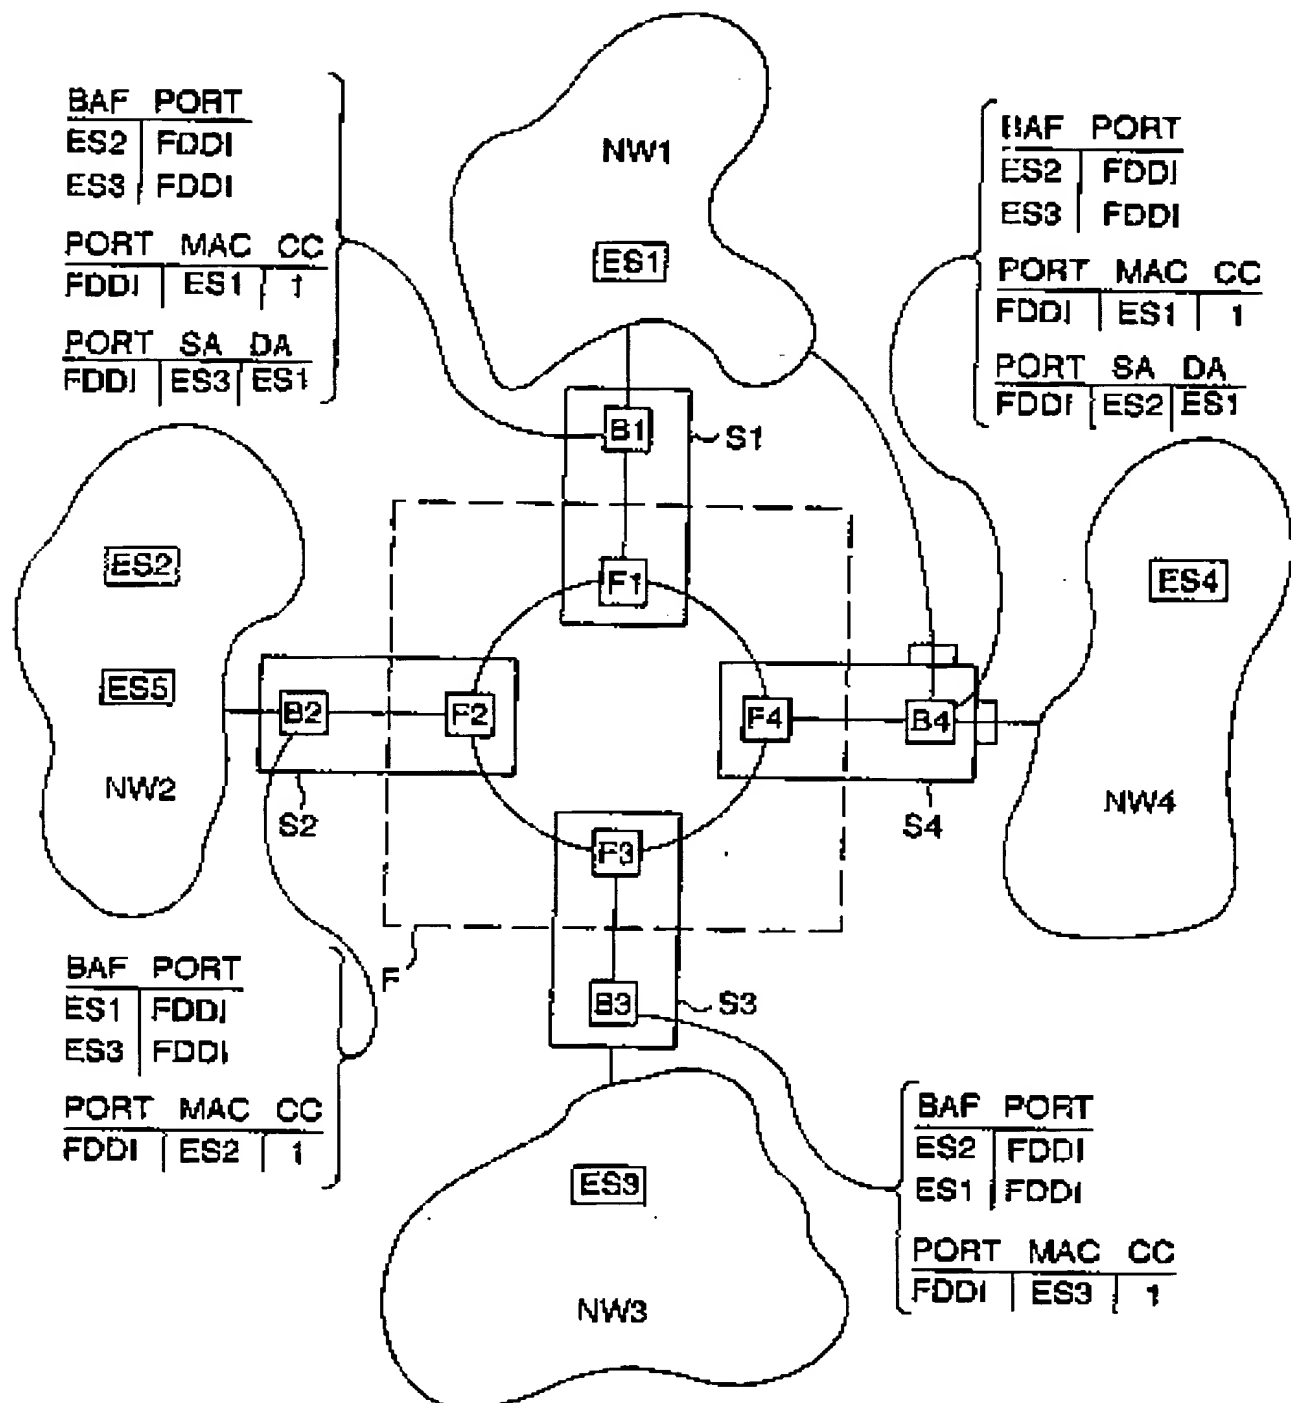 BAF PORT
ES2 FDDI
ES3 FDDI
PORT MAC CC
FDDI ES1 1
PORT SA DA
FDDI ES3 ES1
NW1
ES1
BAF PORT
ES2 FDDI
ES3 FDDI
PORT MAC CC
FDDI ES1 1
PORT SA DA
FDDI ES2 ES1
B1
S1
F1
ES2
ES5
NW2
B2
F2
S2
F4
B4
S4
ES4
NW4
F3
F
B3
S3
BAF PORT
ES1 FDDI
ES3 FDDI
PORT MAC CC
FDDI ES2 1
ES3
NW3
BAF PORT
ES2 FDDI
ES1 FDDI
PORT MAC CC
FDDI ES3 1